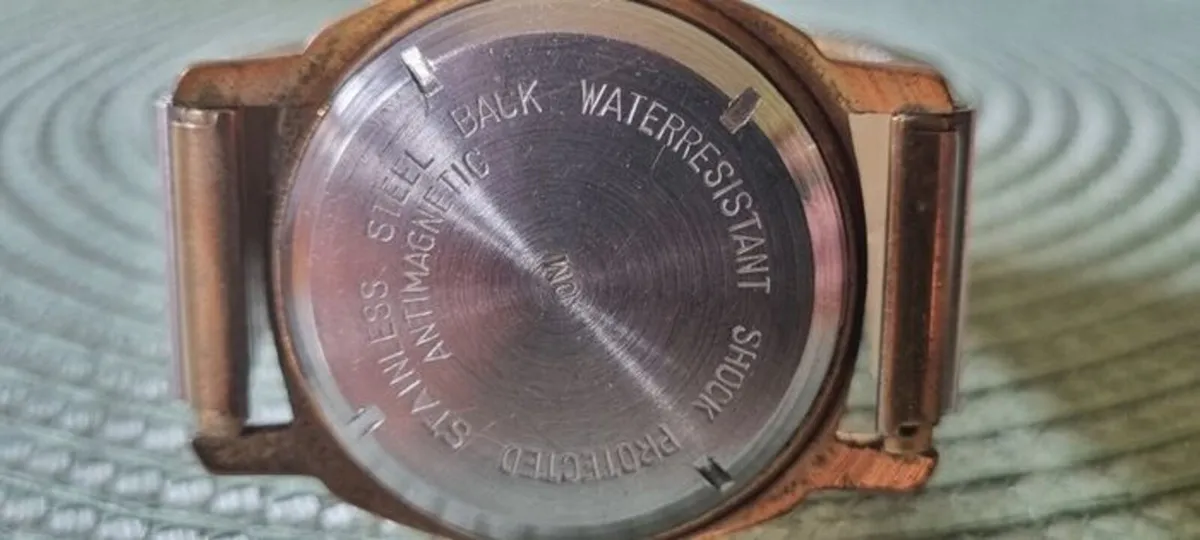 STAINLESS STEEL BACK WATERRESISTANT SHOCK PROTECTED
ANTIMAGNETIC